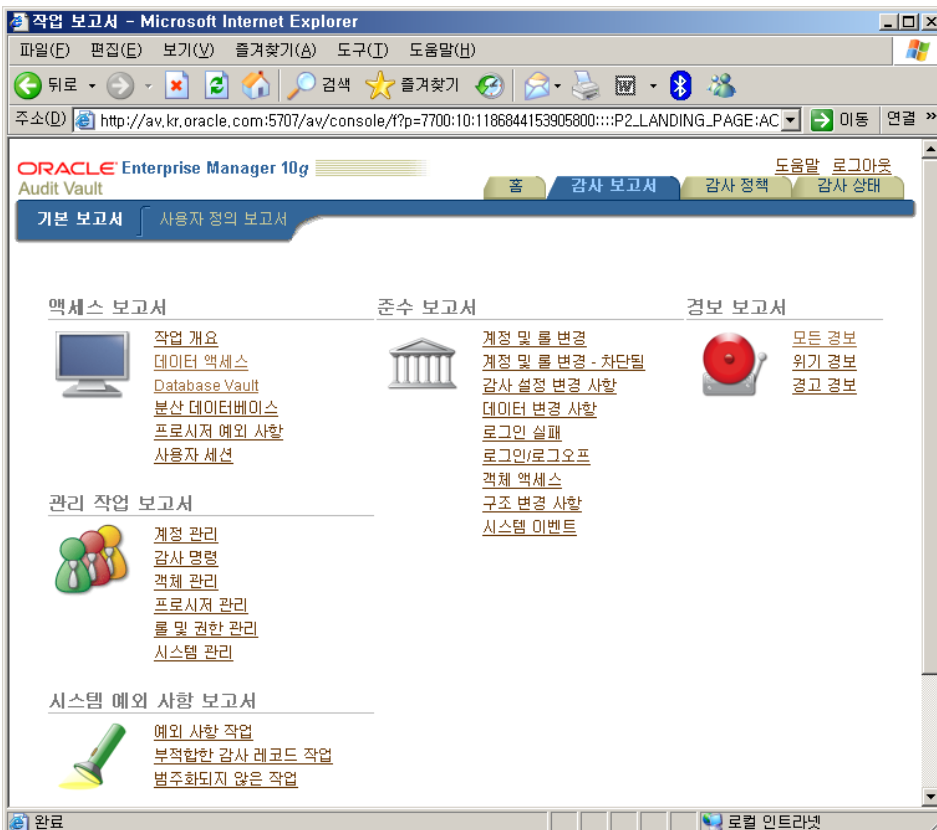 작업 보고서 - Microsoft Internet Explorer
파일(F) 편집(E) 보기(V) 즐겨찾기(A) 도구(T) 도움말(H)
뒤로 검색 즐겨찾기
주소(D) http://av.kr.oracle.com:5707/av/console/f?p=7700:10:1186844153905800::::P2_LANDING_PAGE:AC 이동 연결 »
ORACLE Enterprise Manager 10g
Audit Vault
도움말 로그아웃
홈 감사 보고서 감사 정책 감사 상태
기본 보고서 사용자 정의 보고서
액세스 보고서
작업 개요
데이터 액세스
Database Vault
분산 데이터베이스
프로시저 예외 사항
사용자 세션
관리 작업 보고서
계정 관리
감사 명령
객체 관리
프로시저 관리
롤 및 권한 관리
시스템 관리
시스템 예외 사항 보고서
예외 사항 작업
부적합한 감사 레코드 작업
범주화되지 않은 작업
준수 보고서
계정 및 롤 변경
계정 및 롤 변경 - 차단됨
감사 설정 변경 사항
데이터 변경 사항
로그인 실패
로그인/로그오프
객체 액세스
구조 변경 사항
시스템 이벤트
경보 보고서
모든 경보
위기 경보
경고 경보
완료 로컬 인트라넷